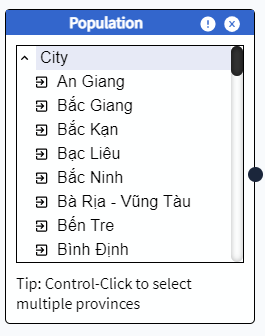 Population
City
An Giang
Bắc Giang
Bắc Kạn
Bạc Liêu
Bắc Ninh
Bà Rịa - Vũng Tàu
Bến Tre
Bình Định
Tip: Control-Click to select
multiple provinces